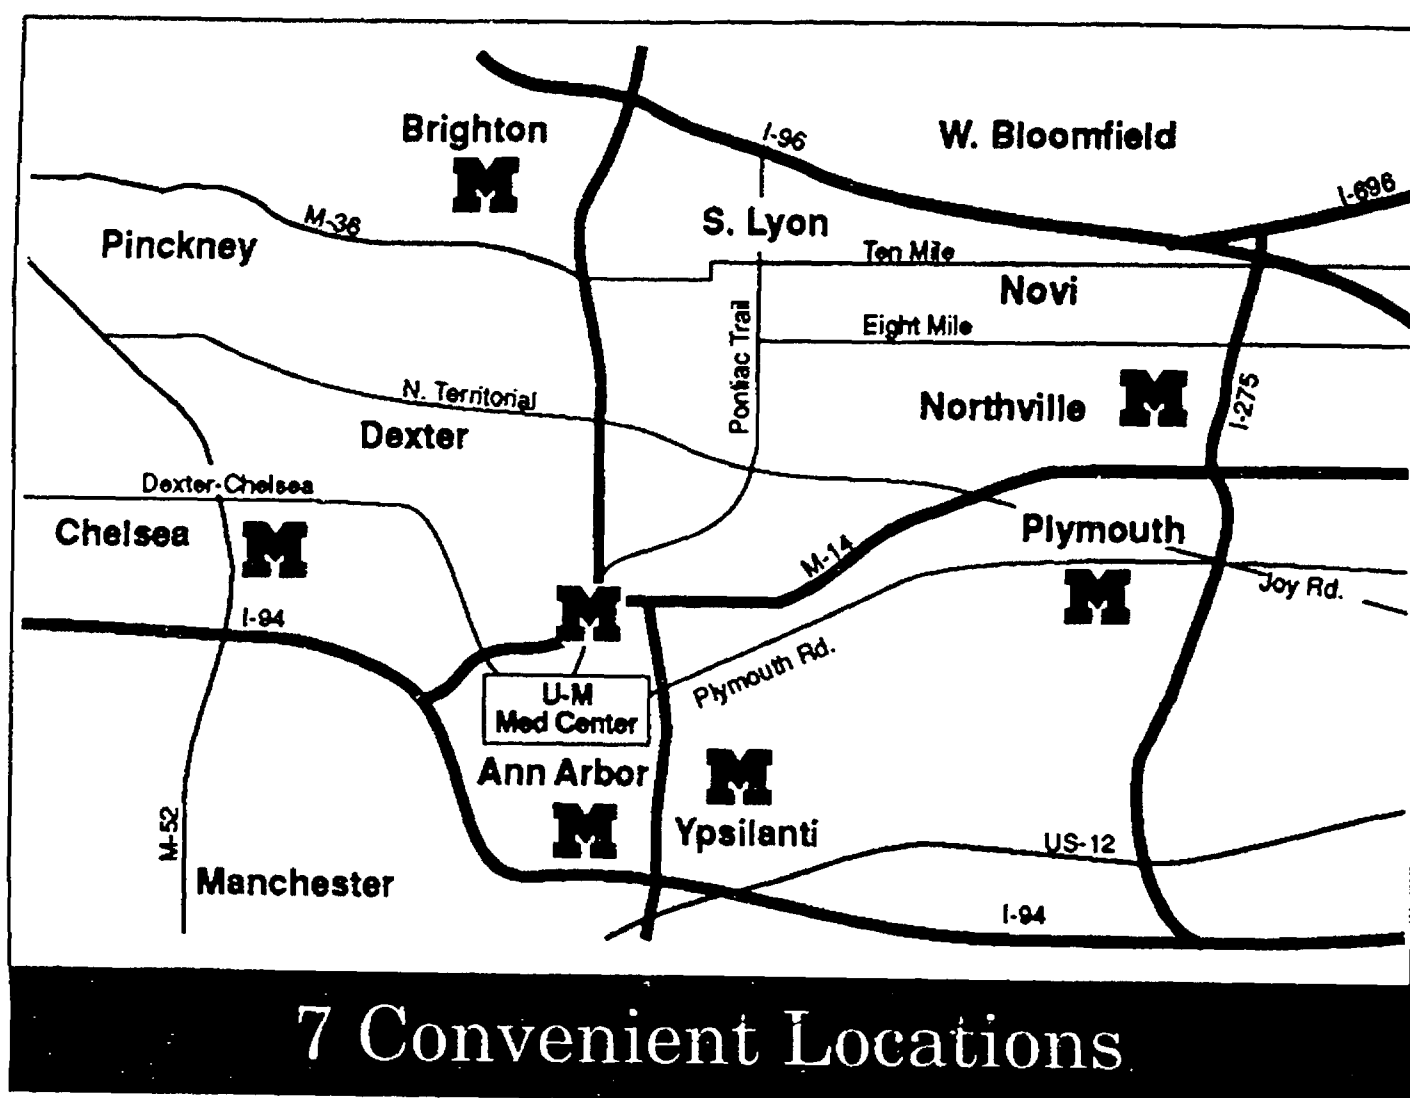 Brighton
M
I-96
W. Bloomfield
I-696
M-36
Pinckney
S. Lyon
Ten Mile
Novi
Eight Mile
Pontiac Trail
N. Territorial
Dexter
Northville
M
I-275
Dexter-Chelsea
Chelsea
M
Plymouth
M-14
M
Joy Rd.
I-94
M
Plymouth Rd.
U-M
Med Center
Ann Arbor
M
M
Ypsilanti
US-12
M-52
Manchester
I-94
7 Convenient Locations